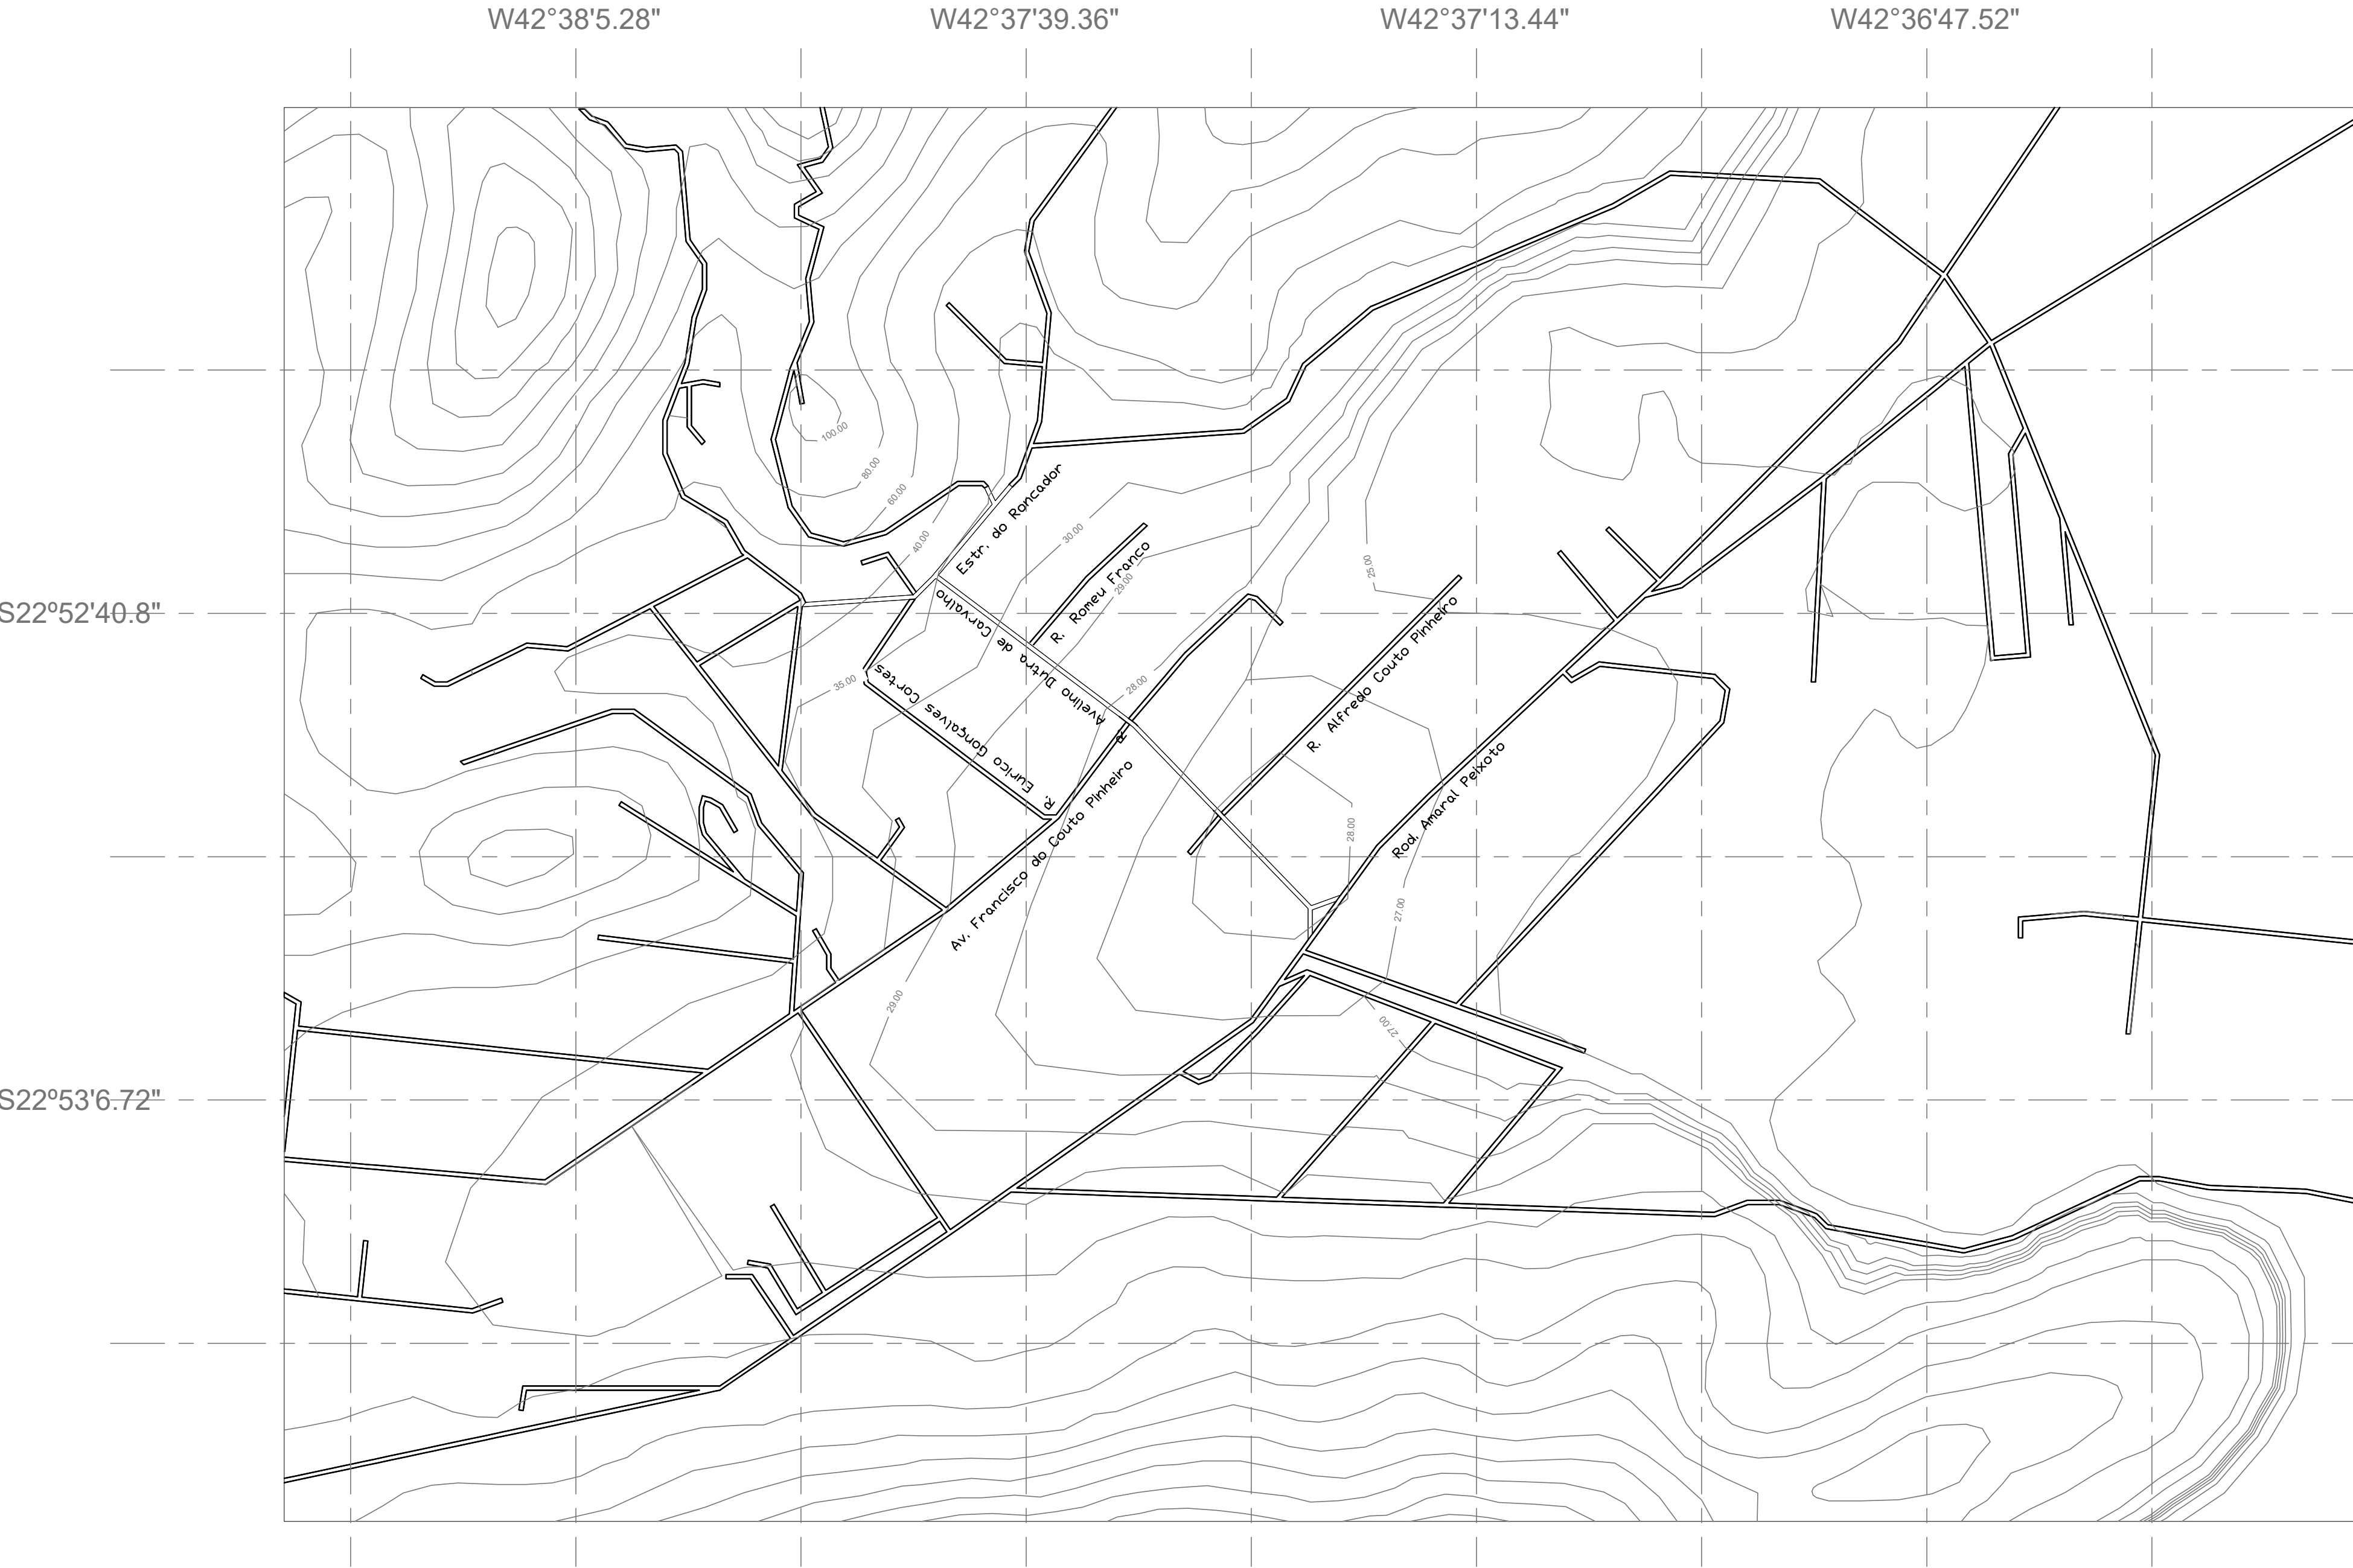 W42°38'5.28"
W42°37'39.36"
W42°37'13.44"
W42°36'47.52"
100.00
80.00
60.00
Estr. do Rancador
40.00
30.00
R. Romeu Franco
29.00
25.00
S22º52'40.8"
R. Avelino Dutra de Carvalho
R. Alfredo Couto Pinheiro
35.00
R. Eurico Gonçalves Cortes
28.00
Av. Francisco do Couto Pinheiro
Rod. Amaral Peixoto
28.00
27.00
29.00
27.00
S22º53'6.72"